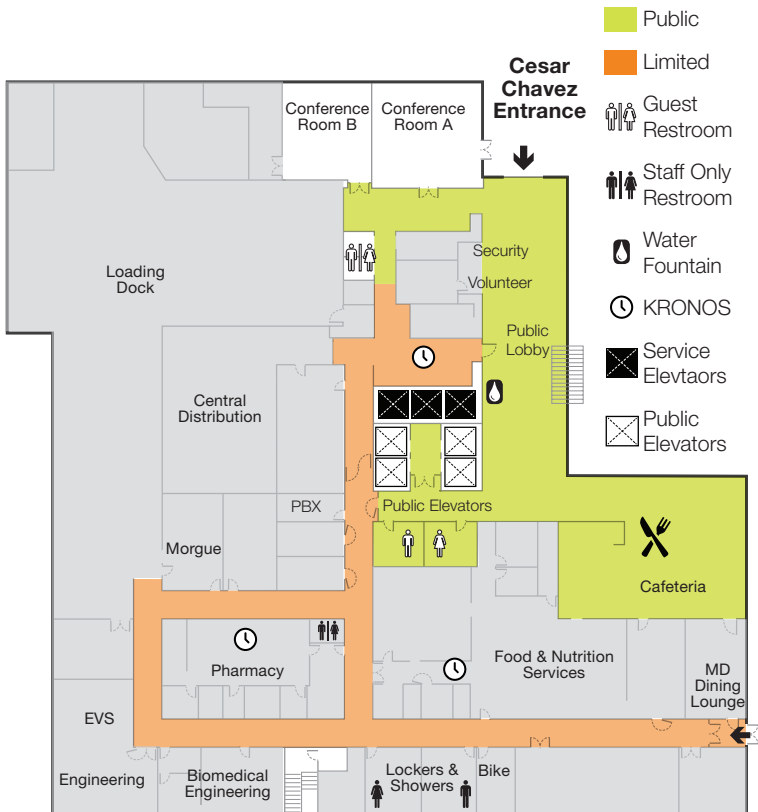 Public
Limited
Cesar
Chavez
Entrance
Guest
Restroom
Staff Only
Restroom
Water
Fountain
KRONOS
Service
Elevtaors
Public
Elevators
Conference
Room B
Conference
Room A
Security
Volunteer
Loading
Dock
Public
Lobby
Central
Distribution
PBX
Public Elevators
Morgue
Cafeteria
Pharmacy
Food & Nutrition
Services
MD
Dining
Lounge
EVS
Engineering
Biomedical
Engineering
Lockers &
Showers
Bike